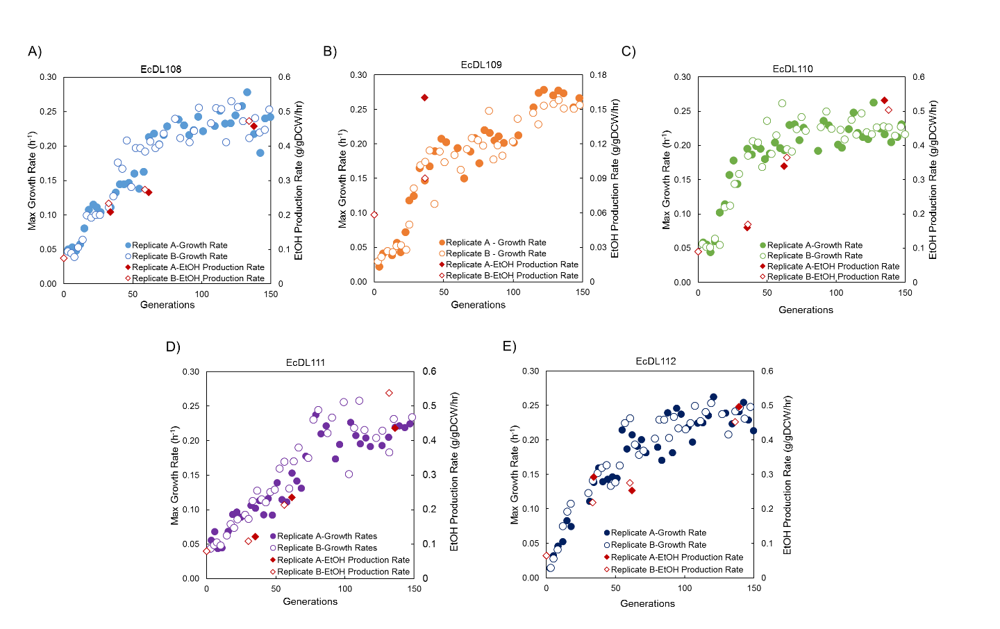 A)
EcDL108
0.30
0.25
0.20
0.15
0.10
0.05
0.00
Max Growth Rate (h⁻¹)
0.6
0.5
0.4
0.3
0.2
0.1
0
EtOH Production Rate (g/gDCW/hr)
Replicate A-Growth Rate
Replicate B-Growth Rate
Replicate A-EtOH Production Rate
Replicate B-EtOH Production Rate
0 50 100 150
Generations
B)
EcDL109
0.30
0.25
0.20
0.15
0.10
0.05
0.00
Max Growth Rate (h⁻¹)
0.18
0.15
0.12
0.09
0.06
0.03
0
EtOH Production Rate (g/gDCW/hr)
Replicate A - Growth Rate
Replicate B - Growth Rate
Replicate A-EtOH Production Rate
Replicate B-EtOH Production Rate
0 50 100 150
Generations
C)
EcDL110
0.30
0.25
0.20
0.15
0.10
0.05
0.00
Max Growth Rate (h⁻¹)
0.6
0.5
0.4
0.3
0.2
0.1
0
EtOH Production Rate (g/gDCW/hr)
Replicate A-Growth Rate
Replicate B-Growth Rate
Replicate A-EtOH Production Rate
Replicate B-EtOH Production Rate
0 50 100 150
Generations
D)
EcDL111
0.30
0.25
0.20
0.15
0.10
0.05
0.00
Max Growth Rate (h⁻¹)
0.6
0.5
0.4
0.3
0.2
0.1
0
EtOH Production Rate (g/gDCW/hr)
Replicate A-Growth Rates
Replicate B-Growth Rates
Replicate A-EtOH Production Rate
Replicate B-EtOH Production Rate
0 50 100 150
Generations
E)
EcDL112
0.30
0.25
0.20
0.15
0.10
0.05
0.00
Max Growth Rate (h⁻¹)
0.6
0.5
0.4
0.3
0.2
0.1
0
EtOH Production Rate (g/gDCW/hr)
Replicate A-Growth Rate
Replicate B-Growth Rate
Replicate A-EtOH Production Rate
Replicate B-EtOH Production Rate
0 50 100 150
Generations